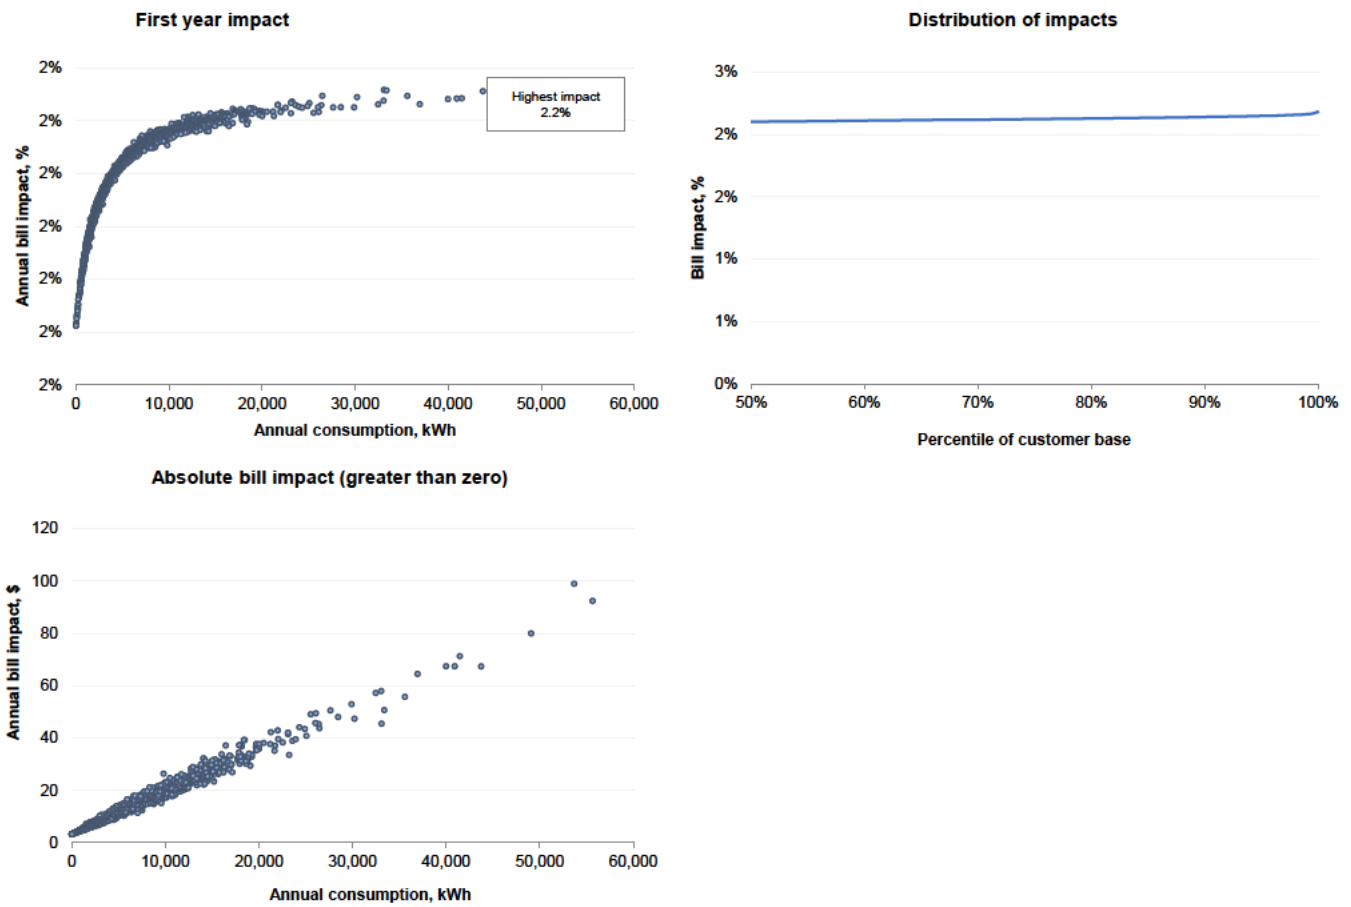 First year impact
2%
2%
2%
2%
2%
2%
2%
Annual bill impact, %
Highest impact
2.2%
0 10,000 20,000 30,000 40,000 50,000 60,000
Annual consumption, kWh
Distribution of impacts
3%
2%
2%
1%
1%
0%
Bill impact, %
50% 60% 70% 80% 90% 100%
Percentile of customer base
Absolute bill impact (greater than zero)
120
100
80
60
40
20
0
Annual bill impact, $
0 10,000 20,000 30,000 40,000 50,000 60,000
Annual consumption, kWh